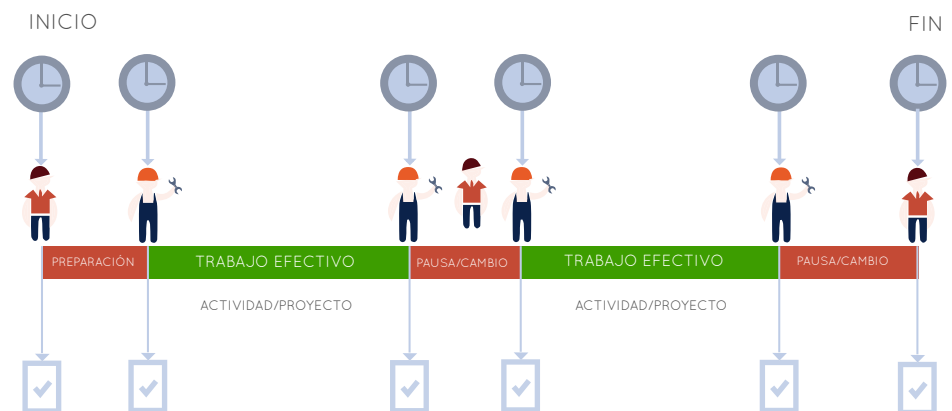 INICIO
FIN
PREPARACIÓN
TRABAJO EFECTIVO
PAUSA/CAMBIO
TRABAJO EFECTIVO
PAUSA/CAMBIO
ACTIVIDAD/PROYECTO
ACTIVIDAD/PROYECTO